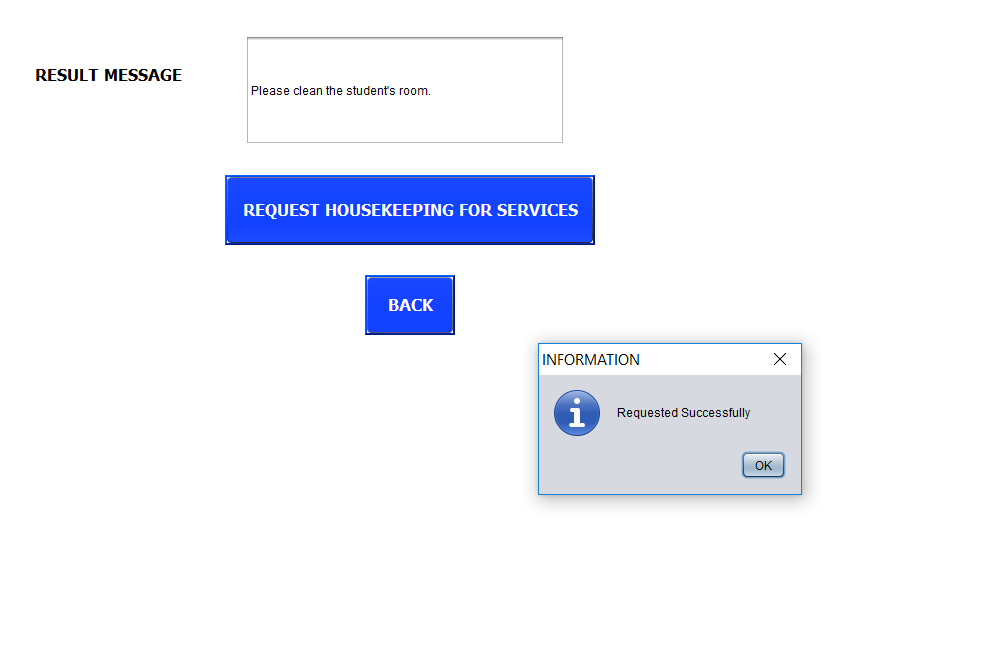 RESULT MESSAGE
Please clean the student's room.
REQUEST HOUSEKEEPING FOR SERVICES
BACK
INFORMATION
Requested Successfully
OK